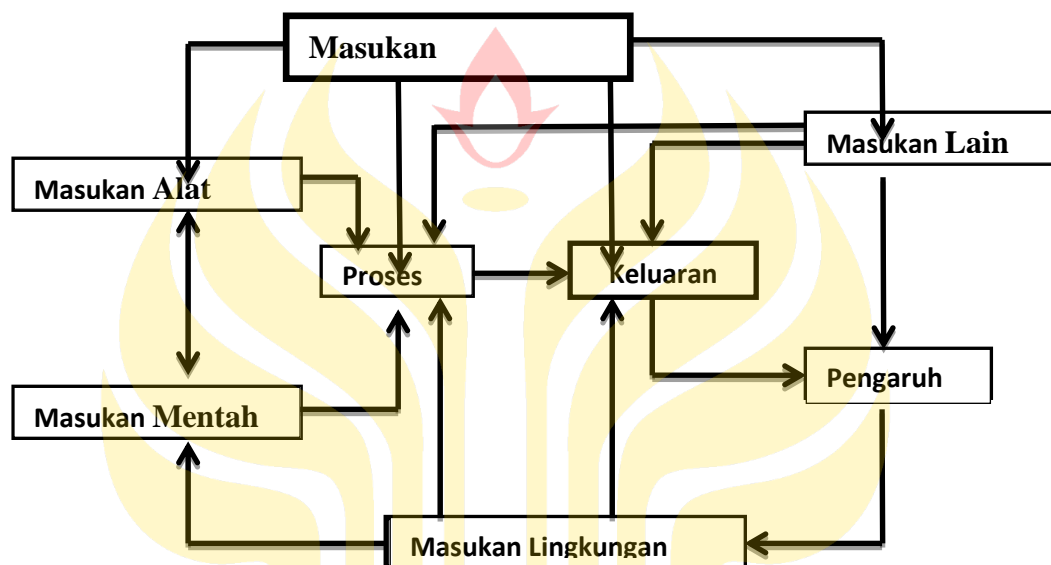 Masukan
Masukan Lain
Masukan Alat
Proses
Keluaran
Pengaruh
Masukan Mentah
Masukan Lingkungan